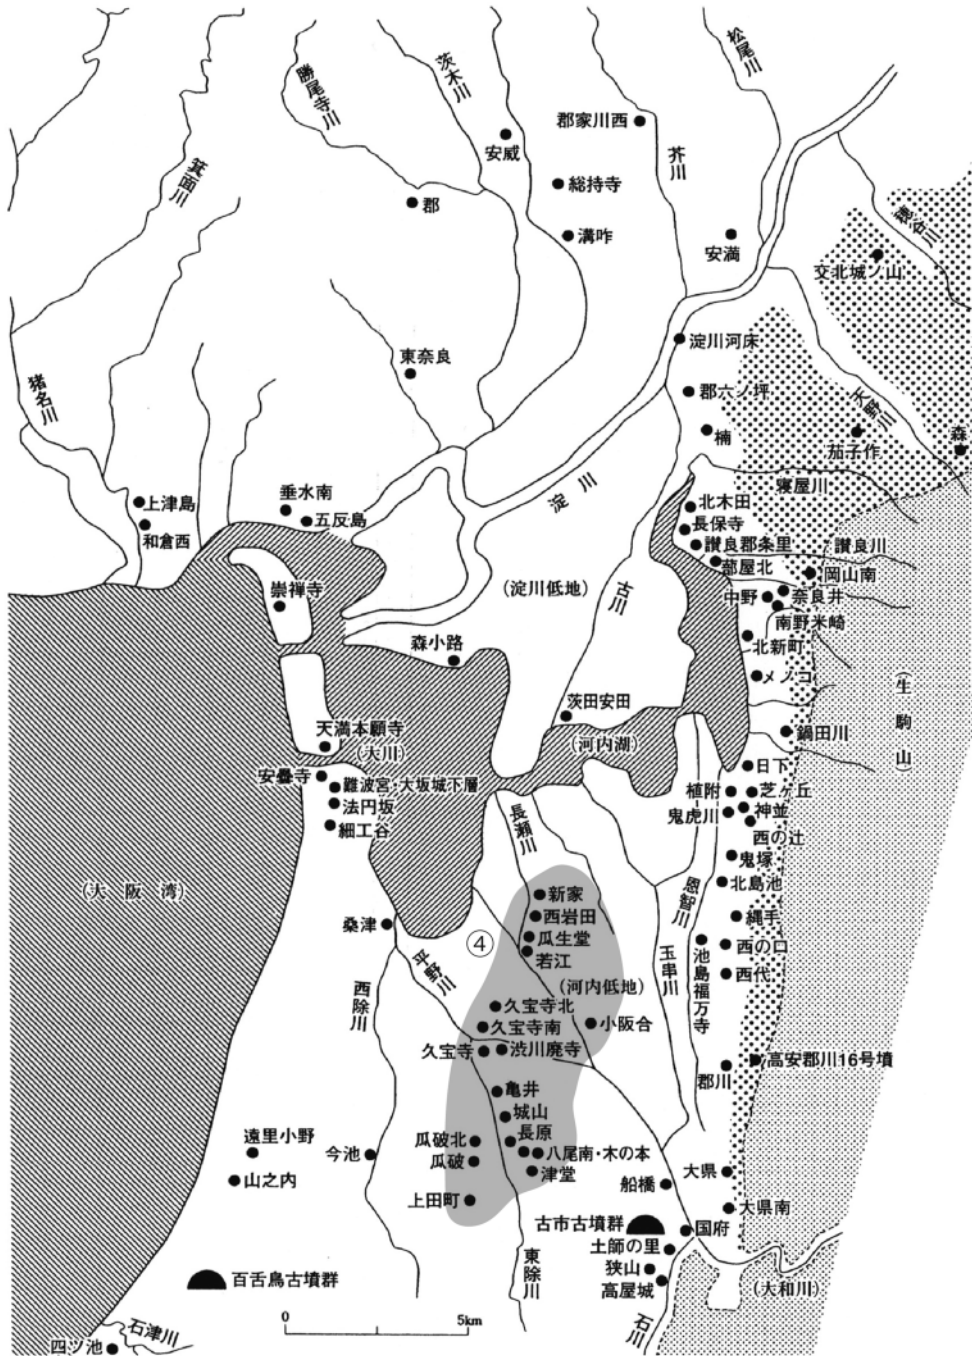 松尾川
茨木川
勝尾寺川
郡家川西
安威
芥川
箕面川
総持寺
郡
穂谷川
溝咋
安満
交北城ノ山
淀川河床
東奈良
猪名川
郡六ノ坪
天野川
楠
茄子作
森
寝屋川
淀川
上津島
垂水南
北木田
五反島
長保寺
和倉西
讃良郡条里
讃良川
蔀屋北
岡山南
(淀川低地)
古川
崇禅寺
中野
奈良井
南野米崎
森小路
北新町
メノコ
(生駒山)
茨田安田
鍋田川
天満本願寺
(大川)
(河内湖)
日下
安曇寺
難波宮・大坂城下層
植附
芝ヶ丘
法円坂
長瀬川
鬼虎川
神並
細工谷
西の辻
鬼塚
(大阪湾)
新家
恩智川
北島池
西岩田
縄手
桑津
④
瓜生堂
若江
西の口
平野川
玉串川
池島福万寺
西代
西除川
(河内低地)
久宝寺北
久宝寺南
小阪合
久宝寺
渋川廃寺
高安郡川16号墳
郡川
亀井
城山
遠里小野
瓜破北
長原
今池
瓜破
八尾南・木の本
津堂
大県
山之内
船橋
上田町
大県南
古市古墳群
国府
土師の里
百舌鳥古墳群
東除川
狭山
高屋城
(大和川)
石川
石津川
0
5km
四ツ池